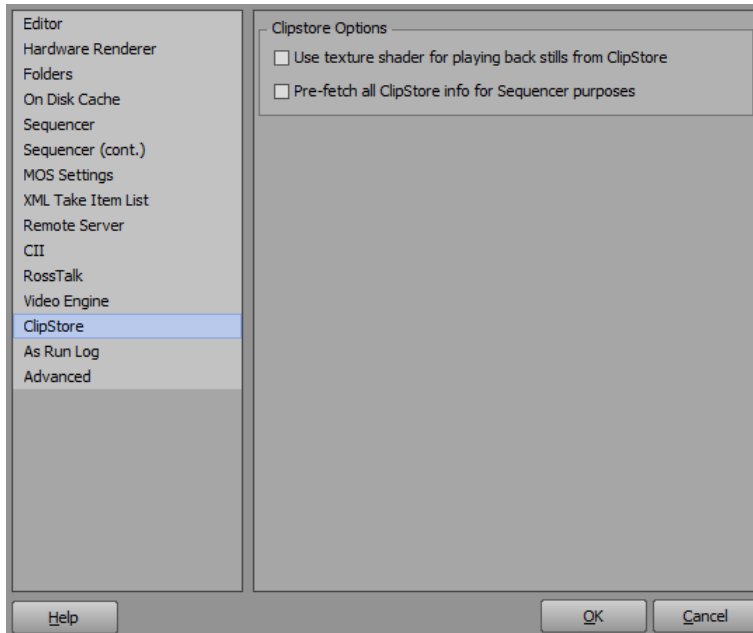 Editor
Hardware Renderer
Folders
On Disk Cache
Sequencer
Sequencer (cont.)
MOS Settings
XML Take Item List
Remote Server
CII
RossTalk
Video Engine
ClipStore
As Run Log
Advanced
Clipstore Options
Use texture shader for playing back stills from ClipStore
Pre-fetch all ClipStore info for Sequencer purposes
Help
OK
Cancel